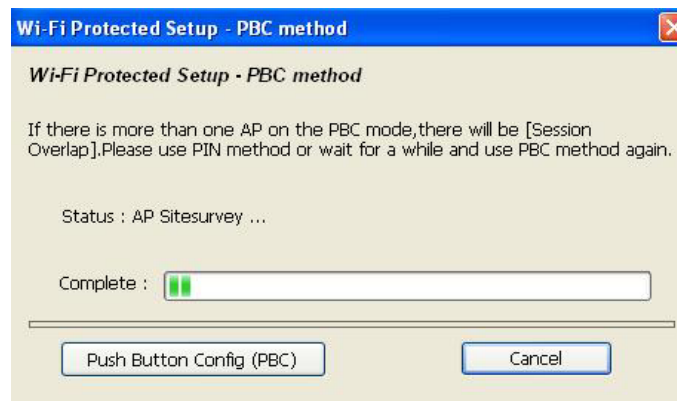 Wi-Fi Protected Setup - PBC method
Wi-Fi Protected Setup - PBC method
If there is more than one AP on the PBC mode,there will be [Session
Overlap].Please use PIN method or wait for a while and use PBC method again.
Status : AP Sitesurvey ...
Complete :
Push Button Config (PBC) Cancel